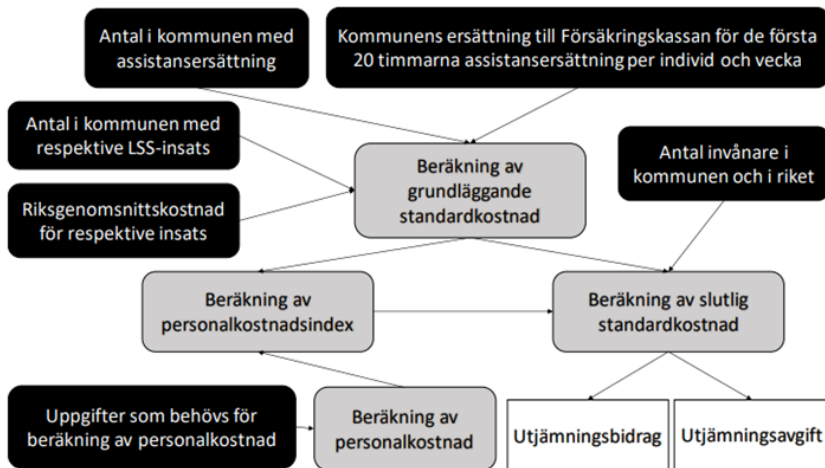 Antal i kommunen med
assistansersättning
Kommunens ersättning till Försäkringskassan för de första
20 timmarna assistansersättning per individ och vecka
Antal i kommunen med
respektive LSS-insats
Beräkning av
grundläggande
standardkostnad
Antal invånare i
kommunen och i riket
Riksgenomsnittskostnad
för respektive insats
Beräkning av
personalkostnadsindex
Beräkning av slutlig
standardkostnad
Uppgifter som behövs för
beräkning av personalkostnad
Beräkning av
personalkostnad
Utjämningsbidrag
Utjämningsavgift